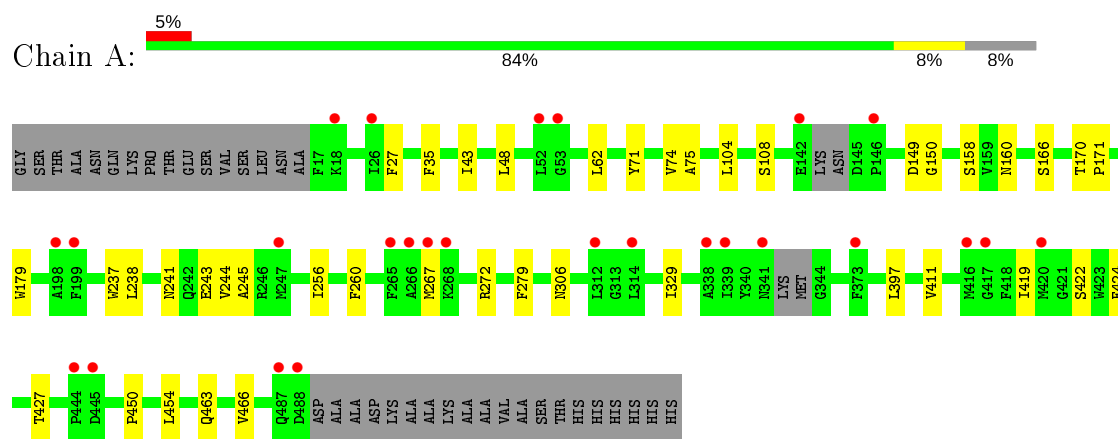 5%
Chain A:
84% 8% 8%
GLY SER THR ALA ASN GLN LYS PRO THR GLU SER VAL SER LEU ASN ALA F17 K18 I26 F27 F35 I43 L48 L52 G53 L62 Y71 V74 A75 L104 S108 E142 LYS ASN D145 P146 D149 G150 S158 V159 N160 S166 T170 P171
W179 A198 F199 W237 L238 N241 Q242 E243 V244 A245 R246 M247 I256 F260 F265 A266 M267 K268 R272 F279 N306 L312 G313 L314 I329 A338 I339 Y340 N341 LYS MET G344 F373 L397 V411 M416 G417 F418 I419 M420 G421 S422 W423
T427 P444 D445 P450 L454 Q463 V466 Q487 D488 ASP ALA ALA ASP LYS ALA ALA LYS ALA ALA VAL ALA SER THR HIS HIS HIS HIS HIS HIS